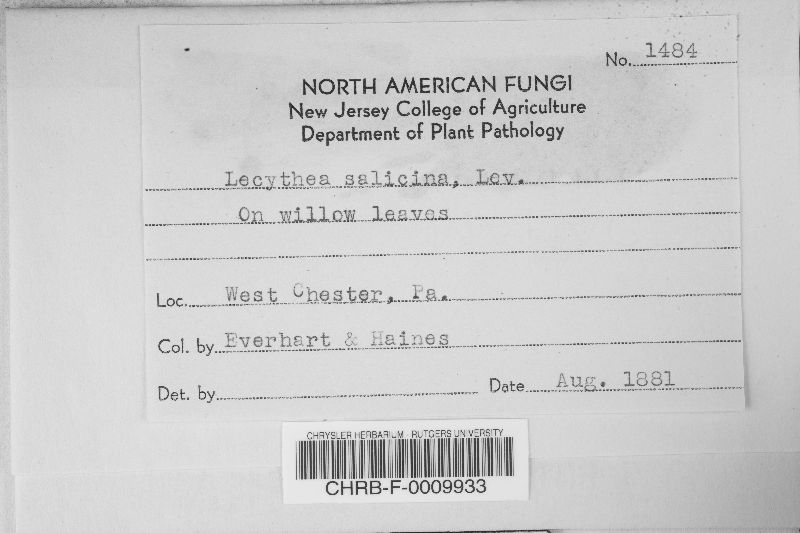 No. 1484
NORTH AMERICAN FUNGI
New Jersey College of Agriculture
Department of Plant Pathology
Lecythea salicina, Lev.
On willow leaves
Loc. West Chester, Pa.
Col. by Everhart & Haines
Det. by Date Aug. 1881
CHRYSLER HERBARIUM - RUTGERS UNIVERSITY
CHRB-F-0009933